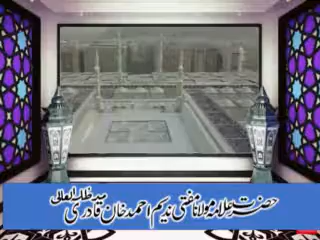 حضرت علامہ مولانا مفتی ندیم احمد خان قادری مدظلہ العالی